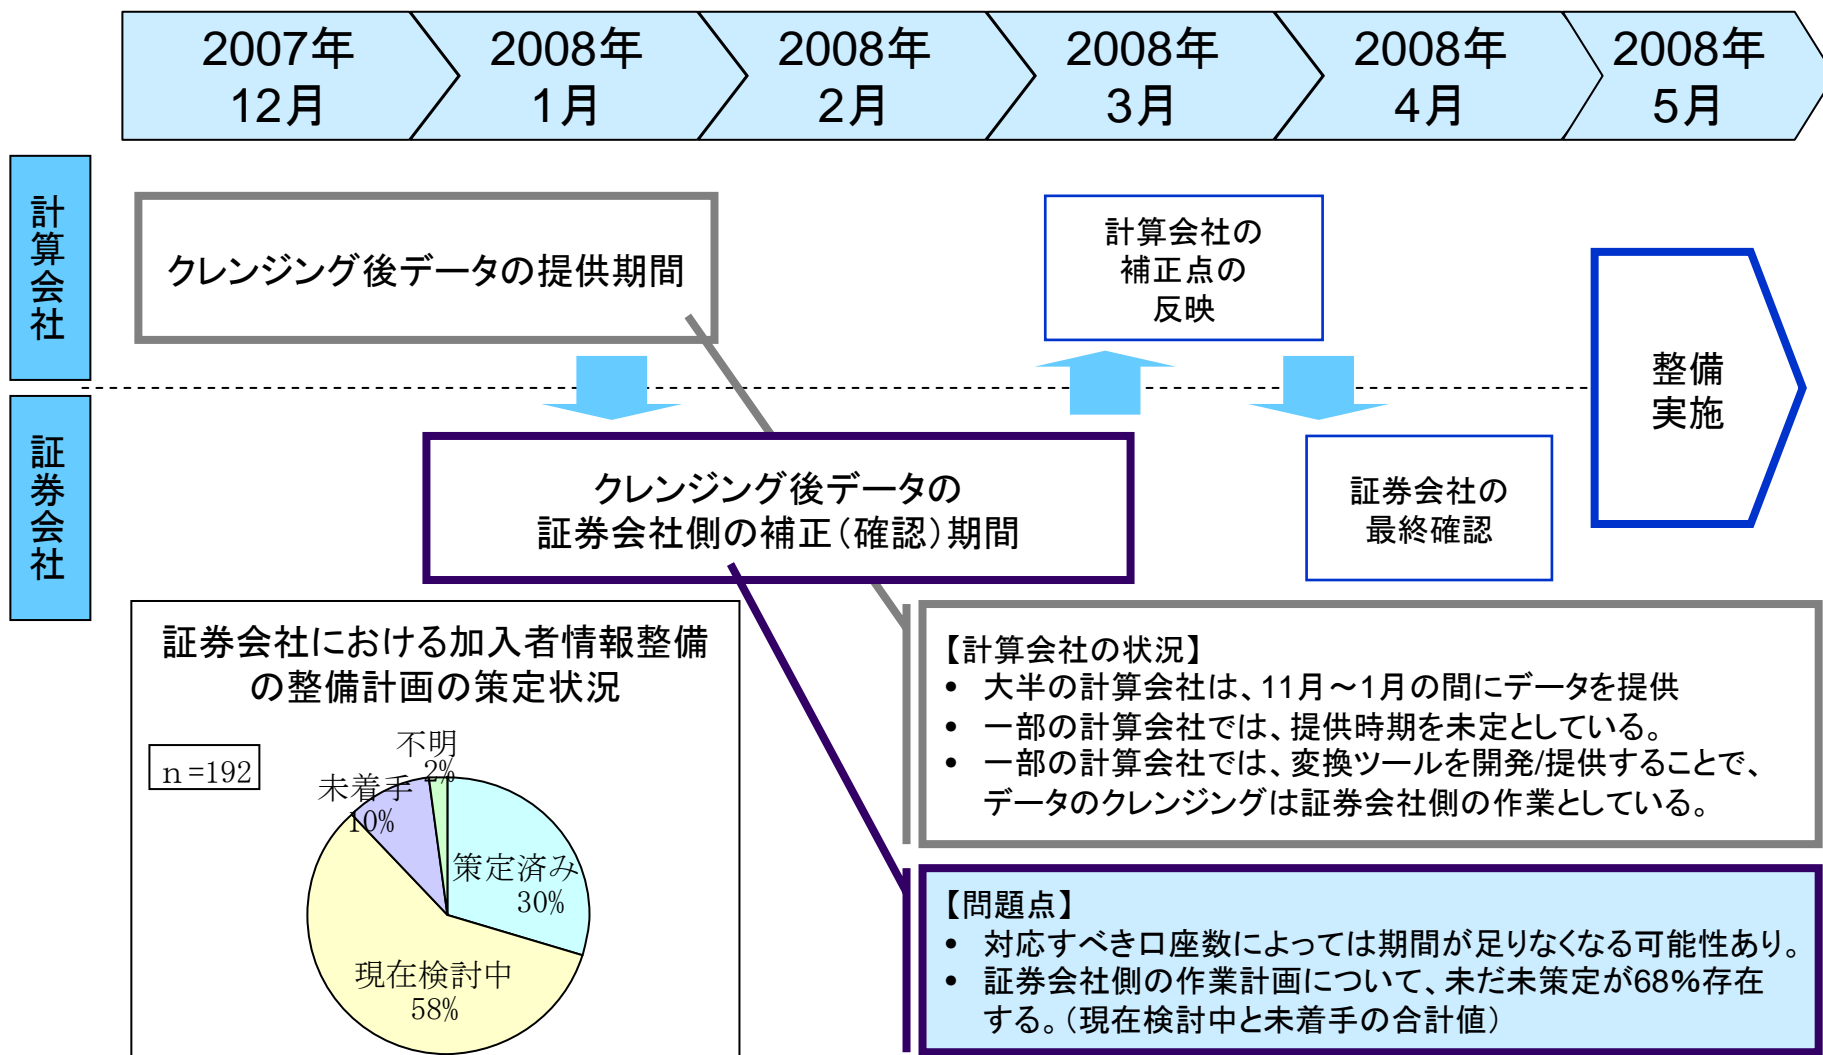 2007年
12月
2008年
1月
2008年
2月
2008年
3月
2008年
4月
2008年
5月
計算会社
クレンジング後データの提供期間
計算会社の
補正点の
反映
整備
実施
証券会社
クレンジング後データの
証券会社側の補正（確認）期間
証券会社の
最終確認
証券会社における加入者情報整備
の整備計画の策定状況
ｎ=192
不明
2%
未着手
10%
策定済み
30%
現在検討中
58%
【計算会社の状況】
• 大半の計算会社は、11月～1月の間にデータを提供
• 一部の計算会社では、提供時期を未定としている。
• 一部の計算会社では、変換ツールを開発/提供することで、
データのクレンジングは証券会社側の作業としている。
【問題点】
• 対応すべき口座数によっては期間が足りなくなる可能性あり。
• 証券会社側の作業計画について、未だ未策定が68%存在
する。（現在検討中と未着手の合計値）